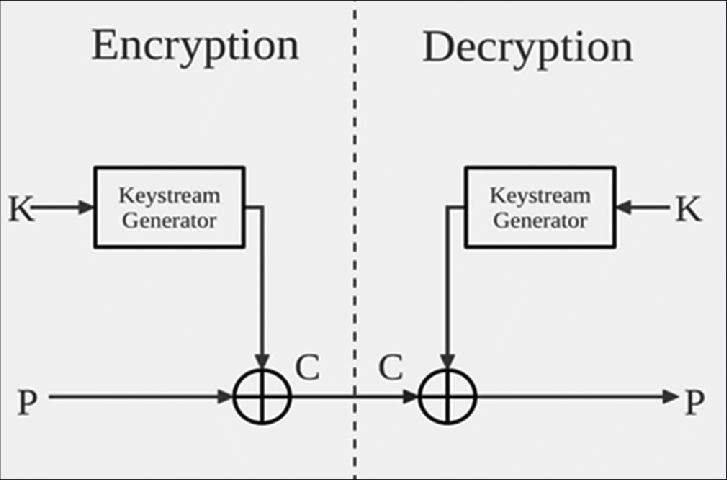 Encryption
Decryption
K
Keystream
Generator
Keystream
Generator
K
C
C
P
P